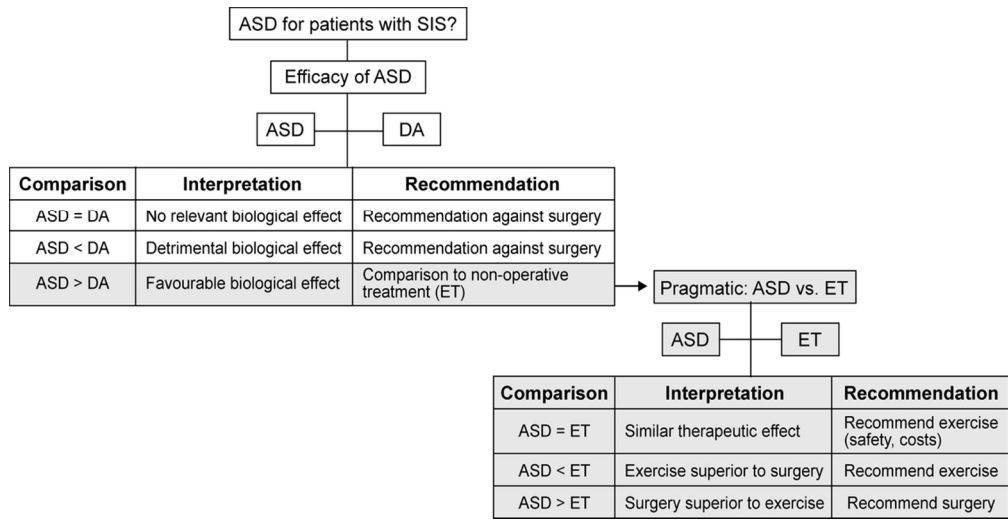 ASD for patients with SIS?
Efficacy of ASD
ASD DA
Comparison Interpretation Recommendation
ASD = DA No relevant biological effect Recommendation against surgery
ASD < DA Detrimental biological effect Recommendation against surgery
ASD > DA Favourable biological effect Comparison to non-operative
treatment (ET)
Pragmatic: ASD vs. ET
ASD ET
Comparison Interpretation Recommendation
ASD = ET Similar therapeutic effect Recommend exercise
(safety, costs)
ASD < ET Exercise superior to surgery Recommend exercise
ASD > ET Surgery superior to exercise Recommend surgery